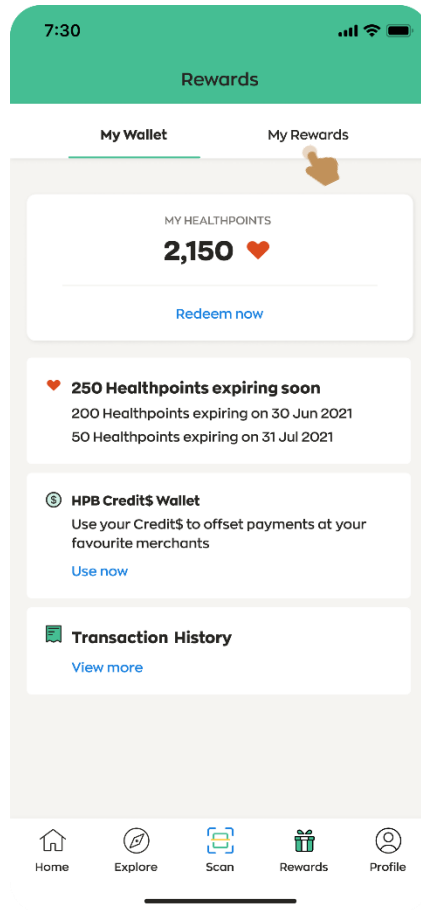 7:30
Rewards
My Wallet
My Rewards
MY HEALTHPOINTS
2,150
Redeem now
250 Healthpoints expiring soon
200 Healthpoints expiring on 30 Jun 2021
50 Healthpoints expiring on 31 Jul 2021
$ HPB Credit$ Wallet
Use your Credit$ to offset payments at your
favourite merchants
Use now
Transaction History
View more
Home Explore Scan Rewards Profile